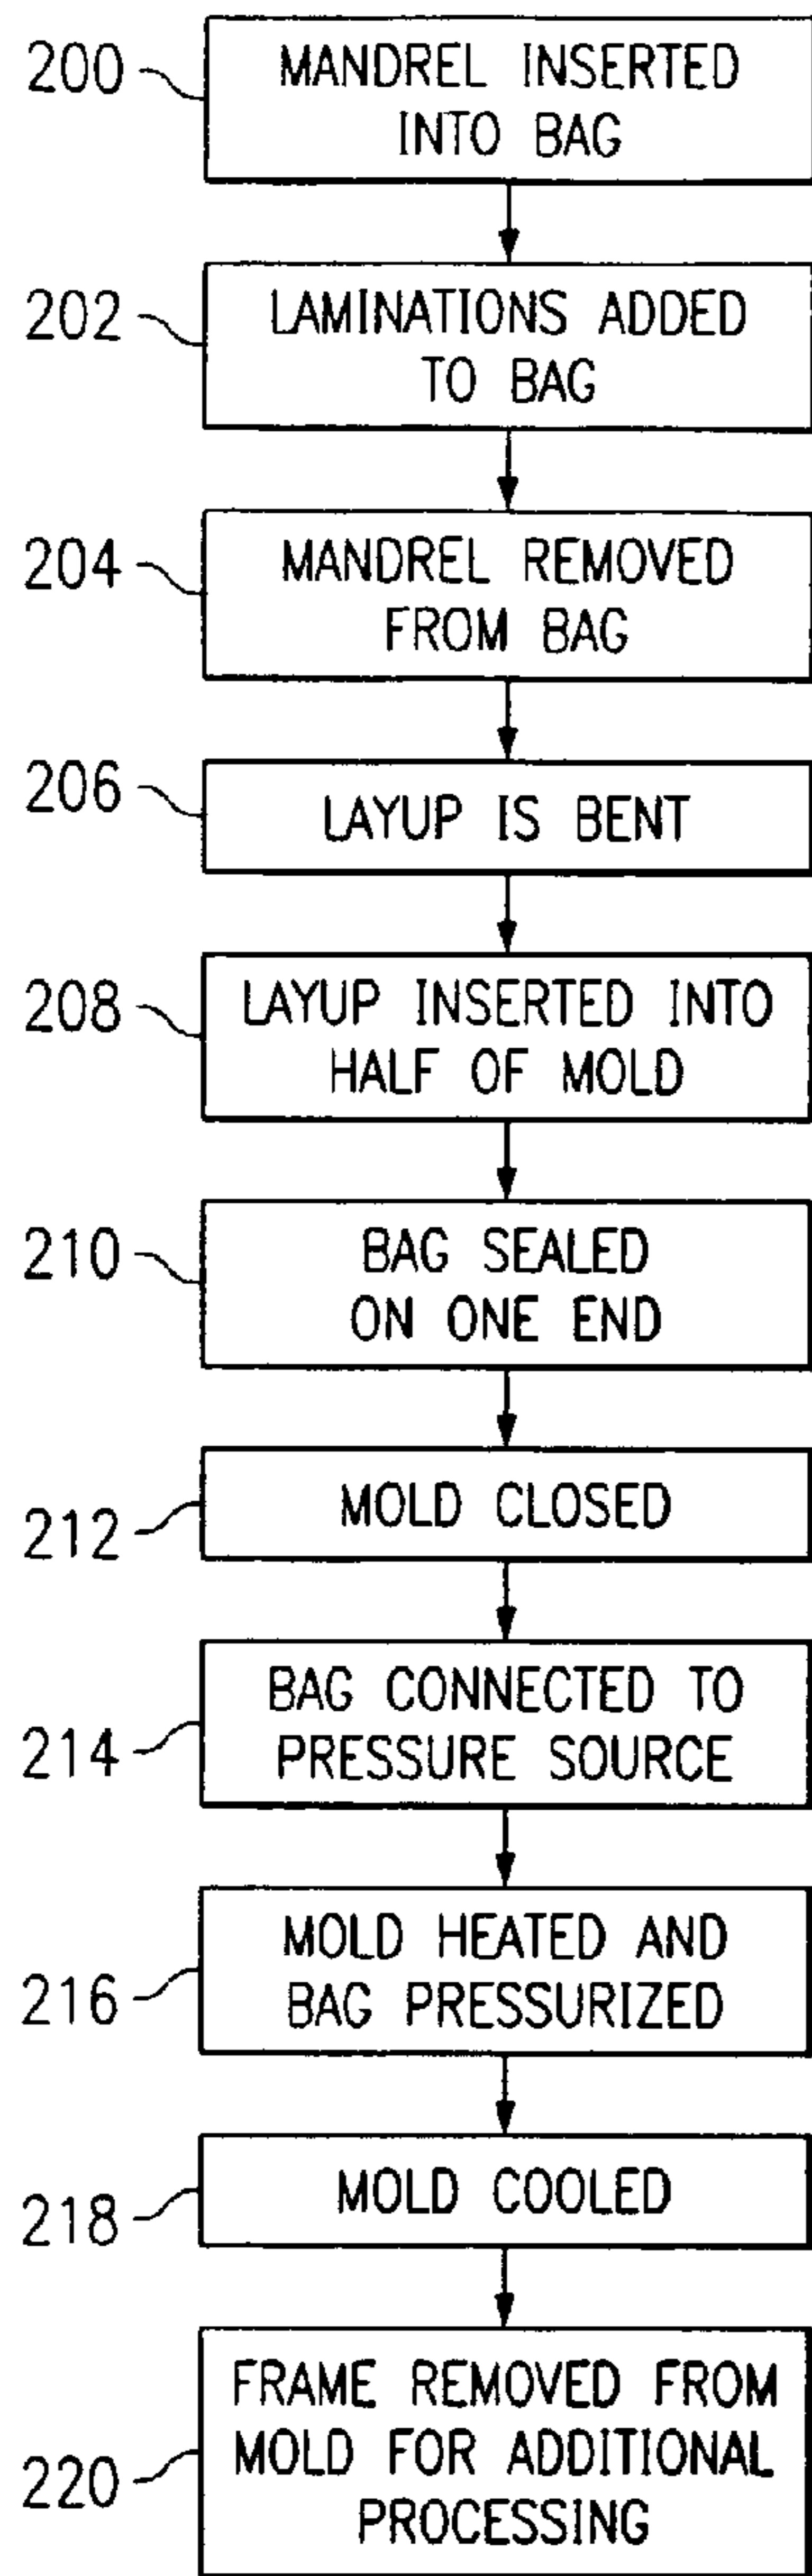 200
MANDREL INSERTED
INTO BAG
202
LAMINATIONS ADDED
TO BAG
204
MANDREL REMOVED
FROM BAG
206
LAYUP IS BENT
208
LAYUP INSERTED INTO
HALF OF MOLD
210
BAG SEALED
ON ONE END
212
MOLD CLOSED
214
BAG CONNECTED TO
PRESSURE SOURCE
216
MOLD HEATED AND
BAG PRESSURIZED
218
MOLD COOLED
220
FRAME REMOVED FROM
MOLD FOR ADDITIONAL
PROCESSING